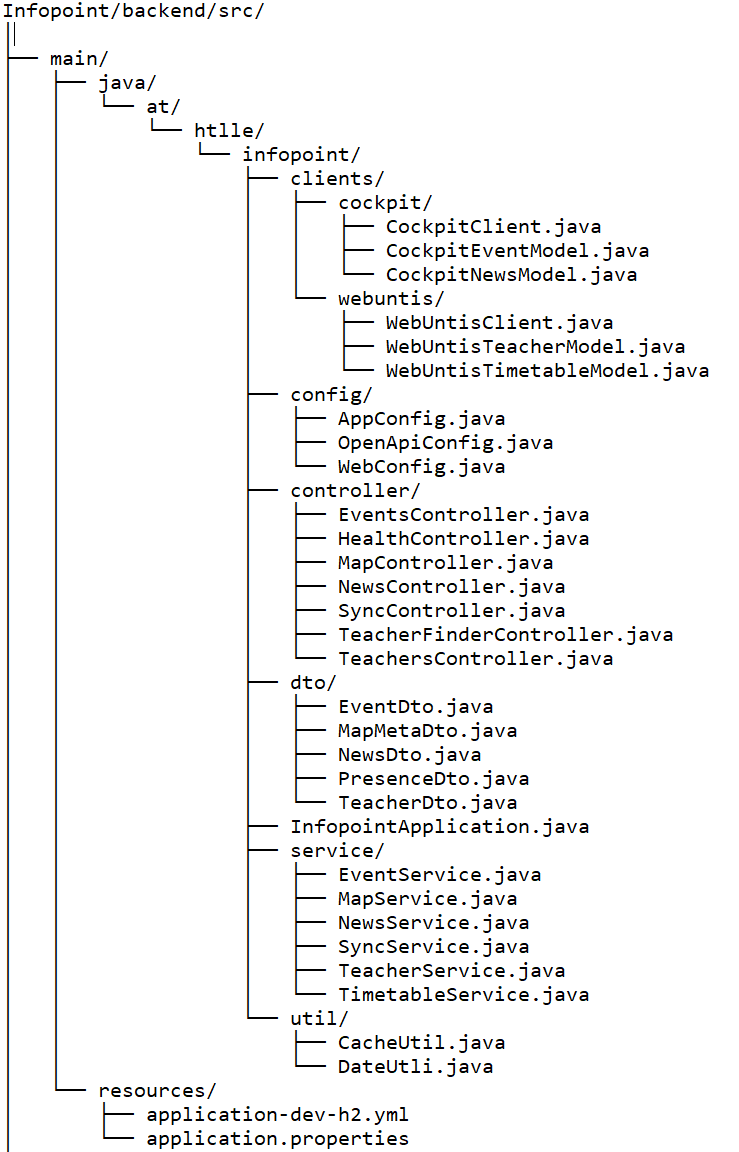 Infopoint/backend/src/
│
├── main/
│   ├── java/
│   │   └── at/
│   │       └── htlle/
│   │           └── infopoint/
│   │               ├── clients/
│   │               │   ├── cockpit/
│   │               │   │   ├── CockpitClient.java
│   │               │   │   ├── CockpitEventModel.java
│   │               │   │   └── CockpitNewsModel.java
│   │               │   └── webuntis/
│   │               │       ├── WebUntisClient.java
│   │               │       ├── WebUntisTeacherModel.java
│   │               │       └── WebUntisTimetableModel.java
│   │               ├── config/
│   │               │   ├── AppConfig.java
│   │               │   ├── OpenApiConfig.java
│   │               │   └── WebConfig.java
│   │               ├── controller/
│   │               │   ├── EventsController.java
│   │               │   ├── HealthController.java
│   │               │   ├── MapController.java
│   │               │   ├── NewsController.java
│   │               │   ├── SyncController.java
│   │               │   ├── TeacherFinderController.java
│   │               │   └── TeachersController.java
│   │               ├── dto/
│   │               │   ├── EventDto.java
│   │               │   ├── MapMetaDto.java
│   │               │   ├── NewsDto.java
│   │               │   ├── PresenceDto.java
│   │               │   └── TeacherDto.java
│   │               ├── InfopointApplication.java
│   │               ├── service/
│   │               │   ├── EventService.java
│   │               │   ├── MapService.java
│   │               │   ├── NewsService.java
│   │               │   ├── SyncService.java
│   │               │   ├── TeacherService.java
│   │               │   └── TimetableService.java
│   │               └── util/
│   │                   ├── CacheUtil.java
│   │                   └── DateUtli.java
│   └── resources/
│       ├── application-dev-h2.yml
│       └── application.properties